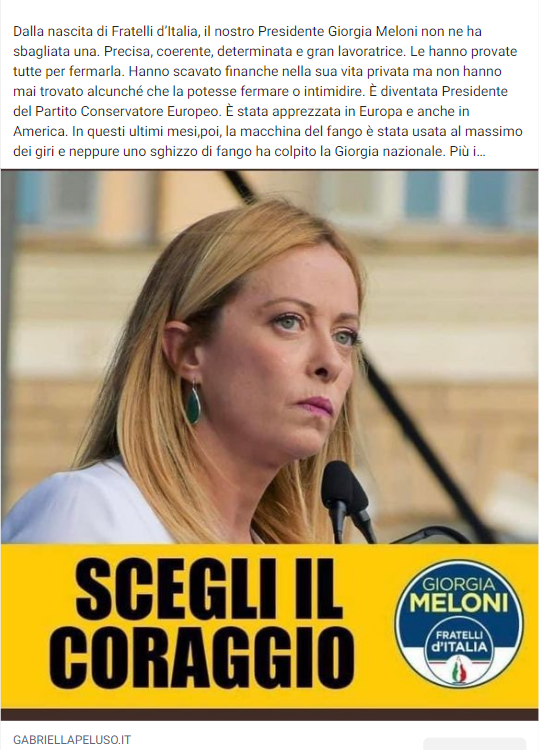 Dalla nascita di Fratelli d’Italia, il nostro Presidente Giorgia Meloni non ne ha
sbagliata una. Precisa, coerente, determinata e gran lavoratrice. Le hanno provate
tutte per fermarla. Hanno scavato finanche nella sua vita privata ma non hanno
mai trovato alcunché che la potesse fermare o intimidire. È diventata Presidente
del Partito Conservatore Europeo. È stata apprezzata in Europa e anche in
America. In questi ultimi mesi,poi, la macchina del fango è stata usata al massimo
dei giri e neppure uno sghizzo di fango ha colpito la Giorgia nazionale. Più i…
SCEGLI IL
CORAGGIO
GIORGIA
MELONI
FRATELLI
d'ITALIA
GABRIELLAPELUSO.IT